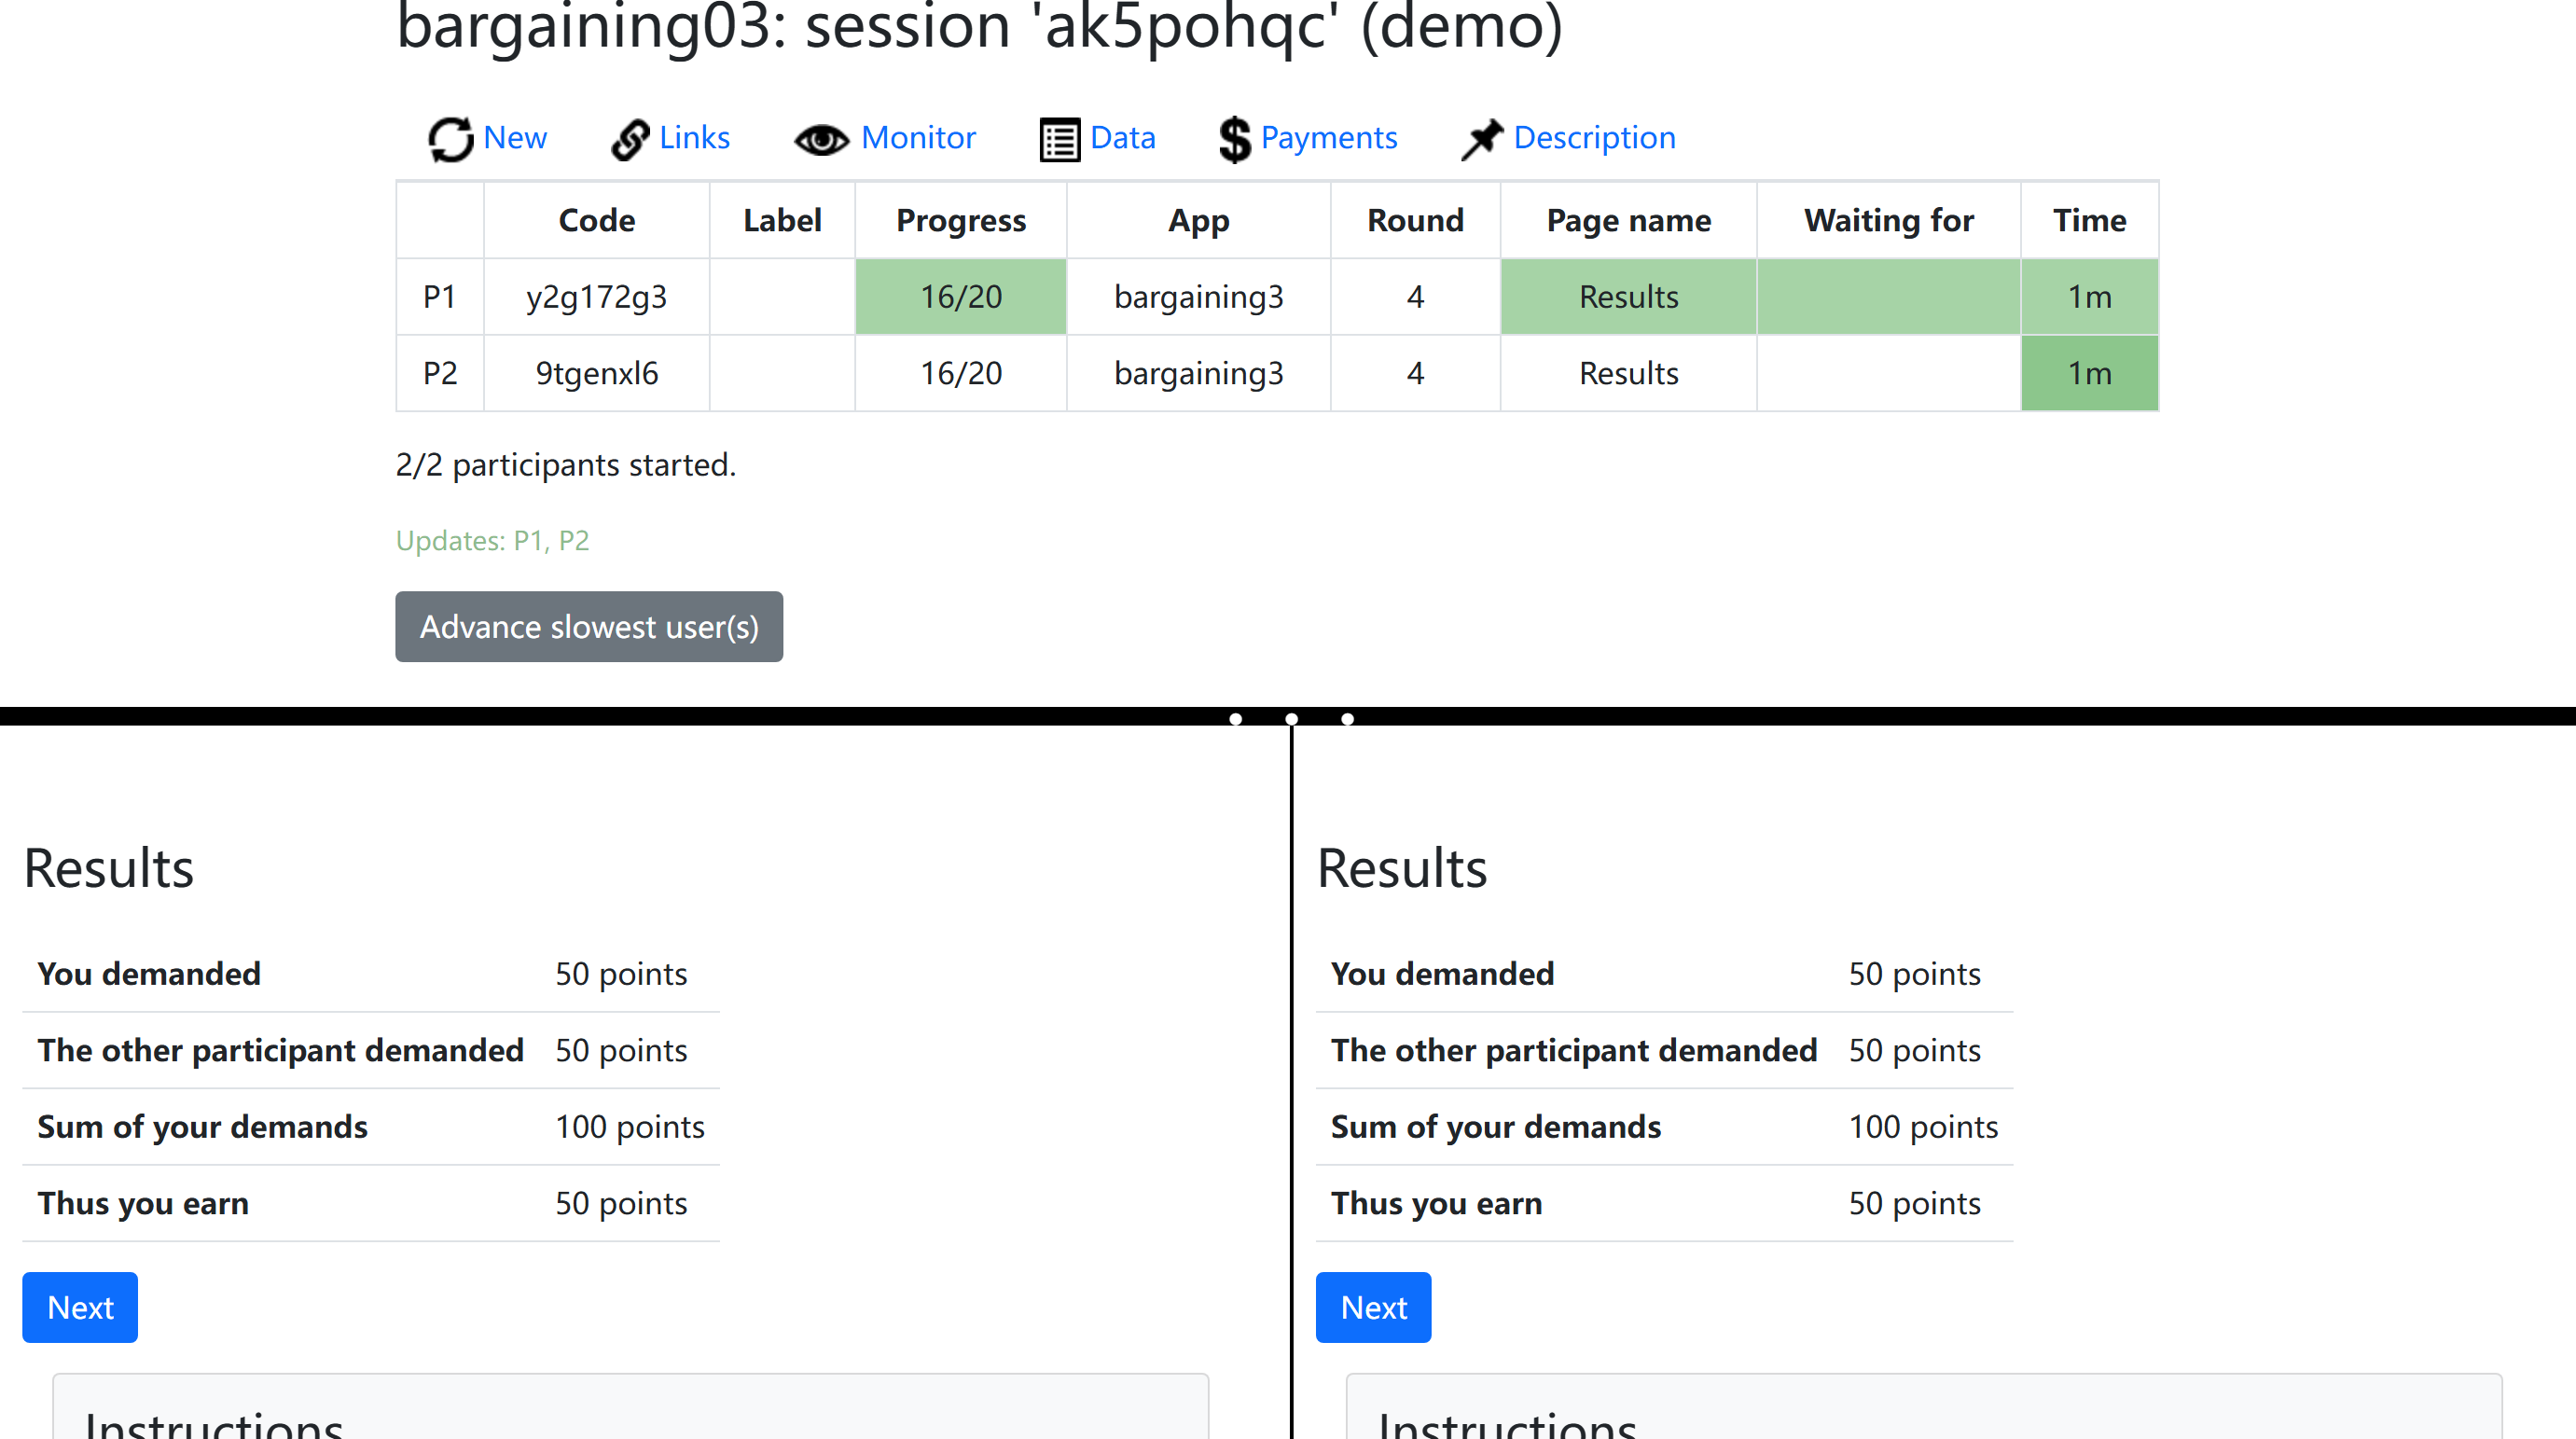 bargaining03: session 'ak5pohqc' (demo)
New Links Monitor Data Payments Description
Code Label Progress App Round Page name Waiting for Time
P1 y2g172g3 16/20 bargaining3 4 Results 1m
P2 9tgenxl6 16/20 bargaining3 4 Results 1m
2/2 participants started.
Updates: P1, P2
Advance slowest user(s)
Results
You demanded 50 points
The other participant demanded 50 points
Sum of your demands 100 points
Thus you earn 50 points
Next
Instructions
Results
You demanded 50 points
The other participant demanded 50 points
Sum of your demands 100 points
Thus you earn 50 points
Next
Instructions